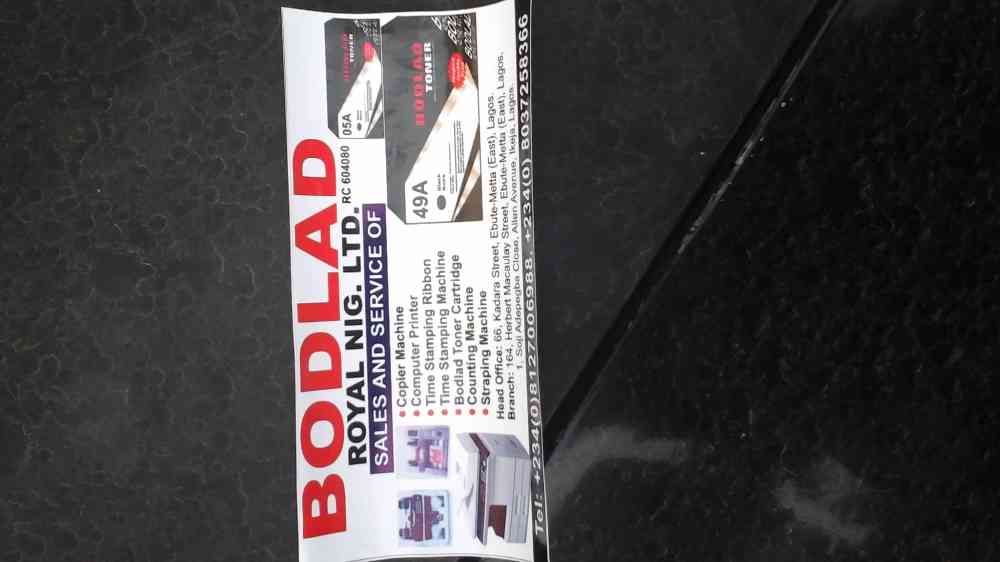 BODLAD
ROYAL NIG. LTD. RC 604080
SALES AND SERVICE OF
• Copier Machine
• Computer Printer
• Time Stamping Ribbon
• Time Stamping Machine
• Bodlad Toner Cartridge
• Counting Machine
• Straping Machine
BODLAD
TONER
05A
BODLAD
TONER
49A
Head Office: 66, Kadara Street, Ebute-Metta (East), Lagos.
Branch: 164, Herbert Macaulay Street, Ebute-Metta (East), Lagos.
1, Soji Adepegba Close, Allen Avenue, Ikeja, Lagos.
Tel: +234(0)8127006988, +234(0) 8037258366